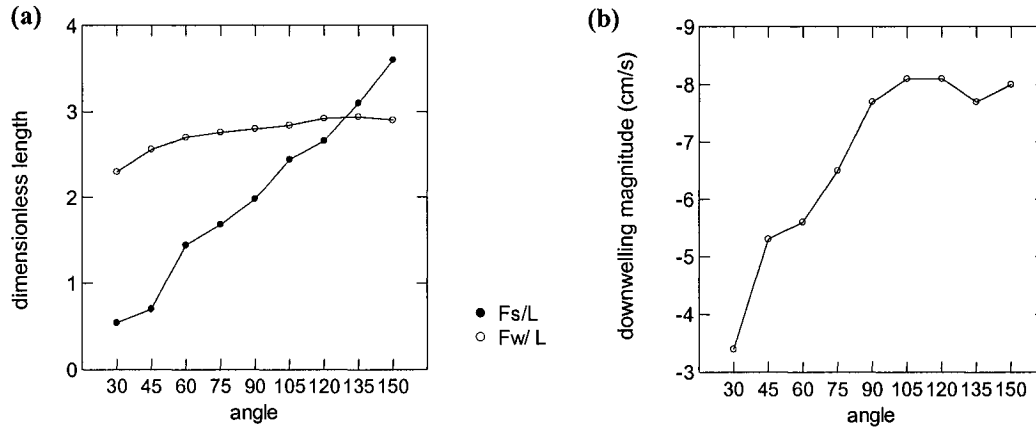 (a)
4
3
2
1
0
dimensionless length
30 45 60 75 90 105 120 135 150
angle
Fs/L
Fw/ L
(b)
-9
-8
-7
-6
-5
-4
-3
downwelling magnitude (cm/s)
30 45 60 75 90 105 120 135 150
angle